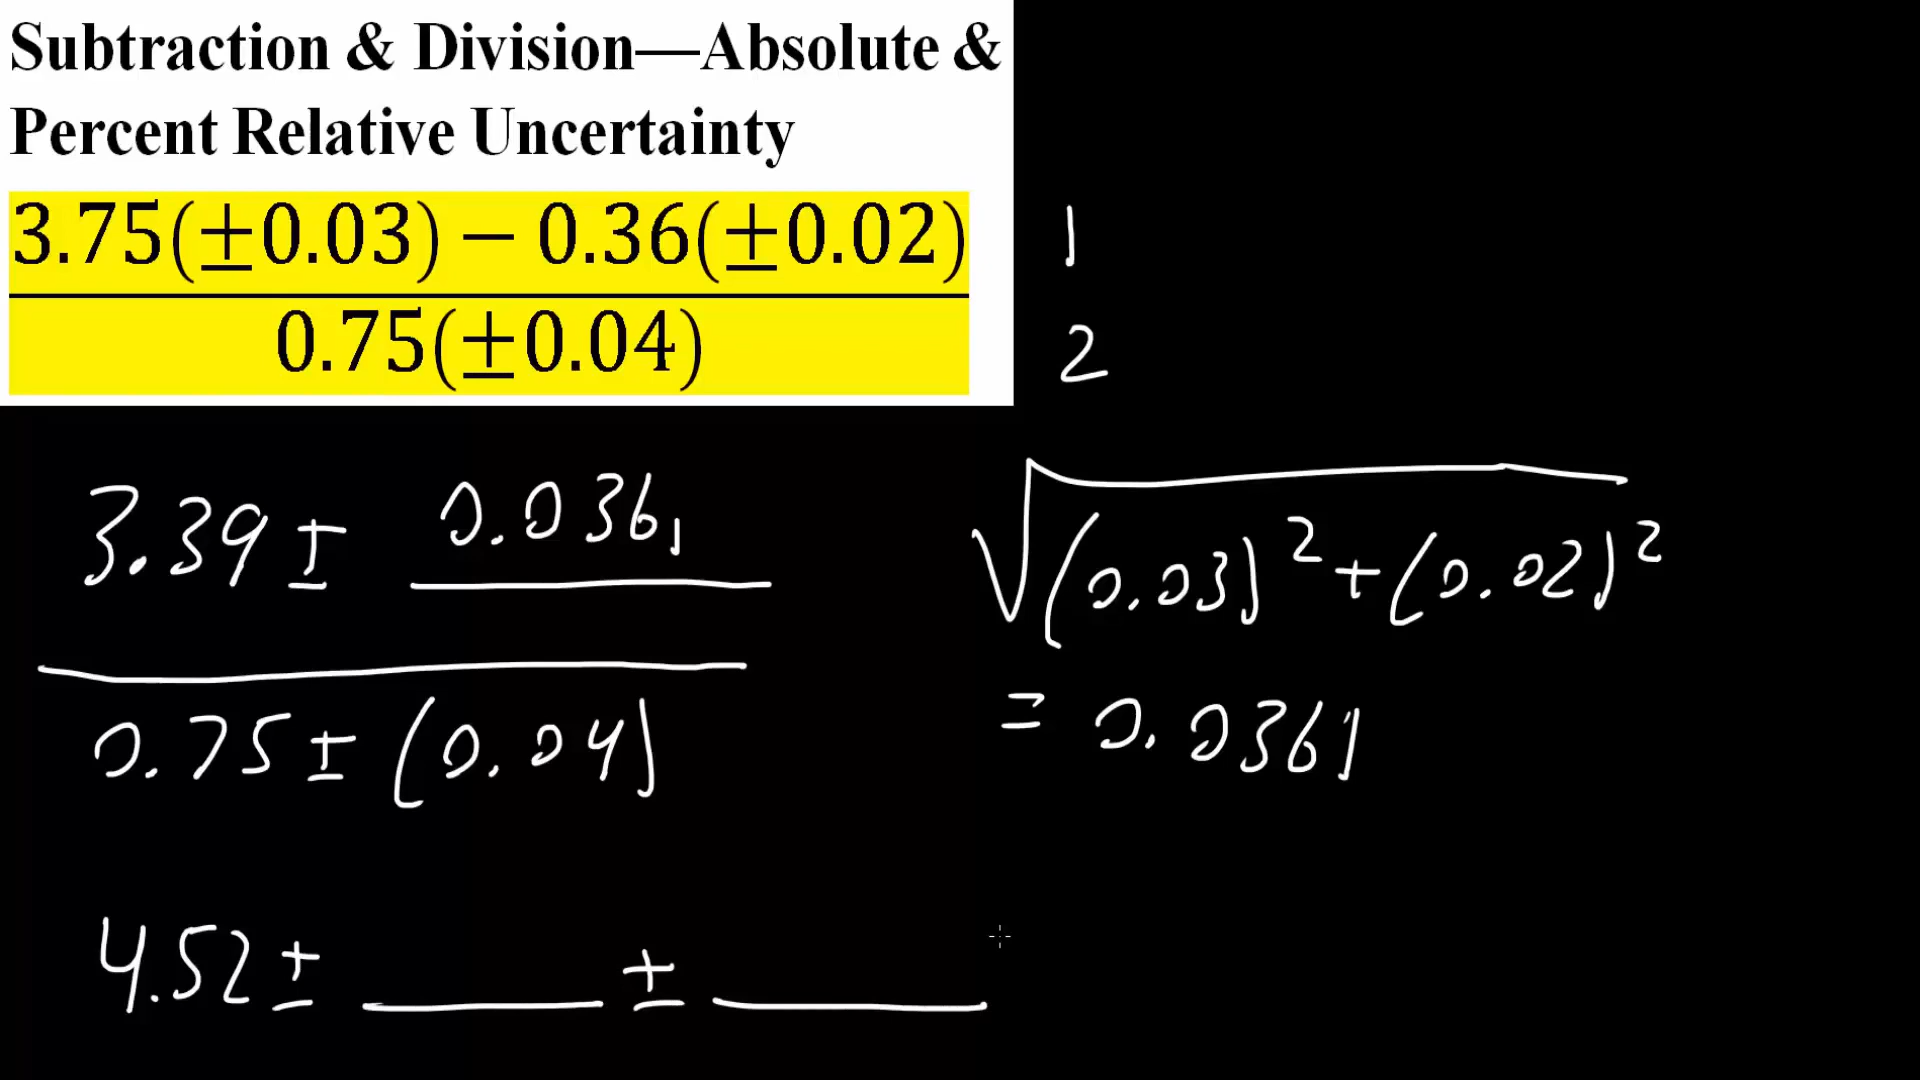 Subtraction & Division—Absolute &
Percent Relative Uncertainty
3.75(±0.03) − 0.36(±0.02)
0.75(±0.04)
1
2
3.39 ± 0.0361
0.75 ± (0.04)
√(0.03)² + (0.02)²
= 0.0361
4.52 ± ____ ± ____